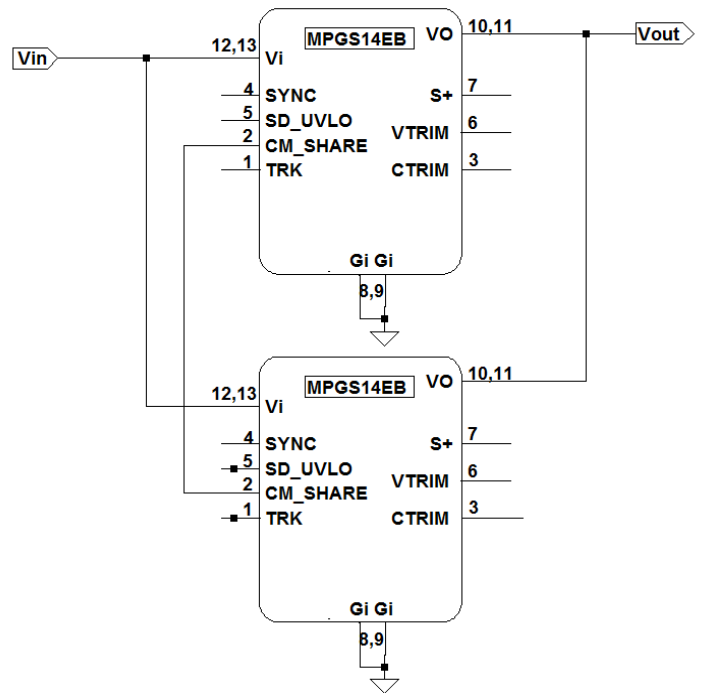 12,13 MPGS14EB VO 10,11
Vin Vi Vout
4 SYNC S+ 7
5 SD_UVLO
VTRIM 6
2 CM_SHARE
1 TRK CTRIM 3
Gi Gi
8,9
12,13 MPGS14EB VO 10,11
Vi
4 SYNC S+ 7
5 SD_UVLO
VTRIM 6
2 CM_SHARE
1 TRK CTRIM 3
Gi Gi
8,9